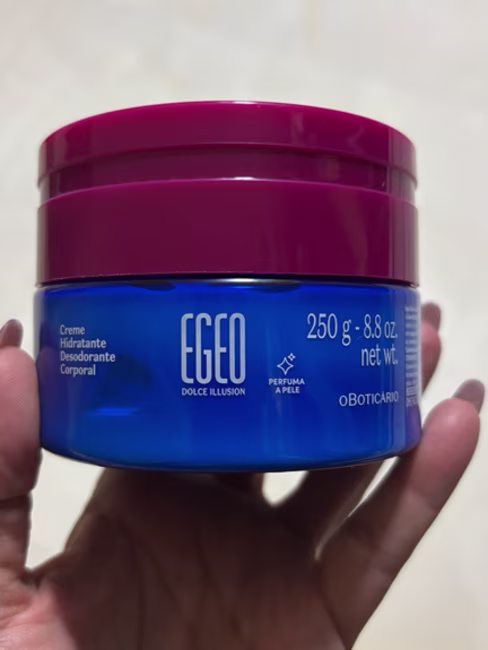 Creme
Hidratante
Desodorante
Corporal
EGEO
DOLCE ILLUSION
PERFUMA
A PELE
250 g - 8.8 oz.
net wt.
oBOTICÁRIO